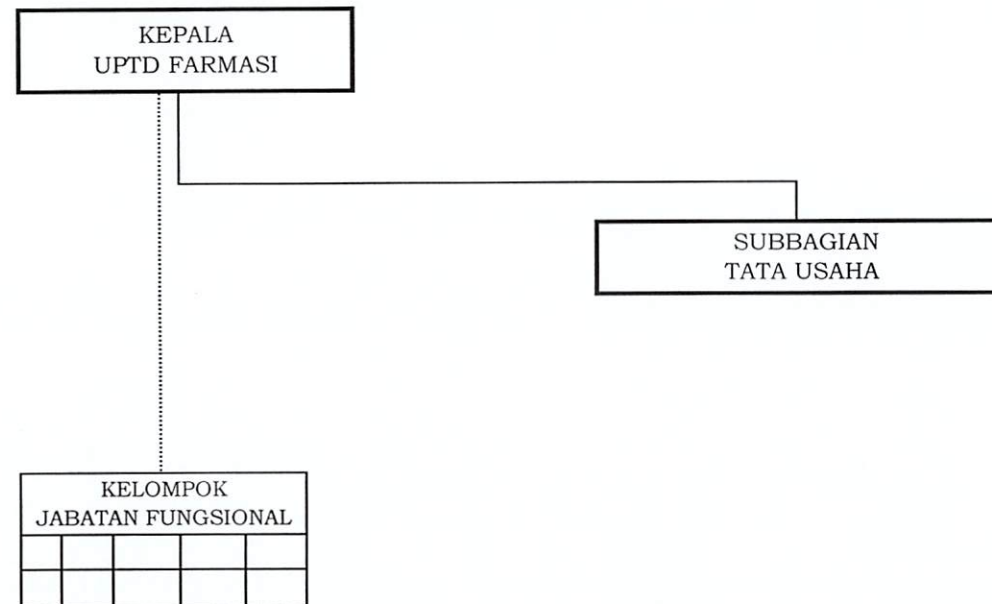 KEPALA
UPTD FARMASI
SUBBAGIAN
TATA USAHA
KELOMPOK
JABATAN FUNGSIONAL